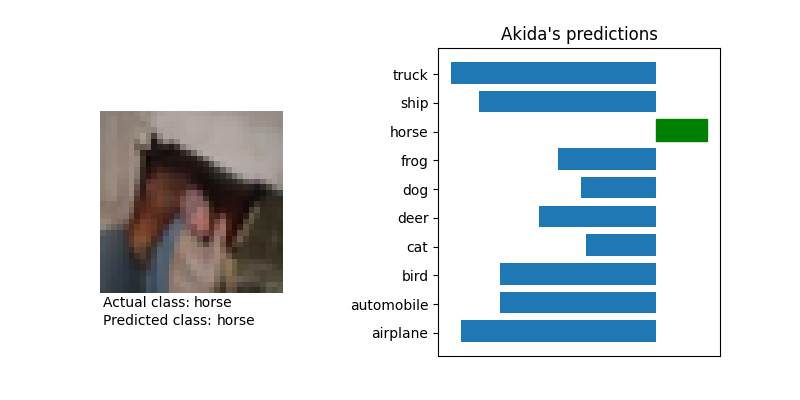 Akida's predictions
truck
ship
horse
frog
dog
deer
cat
bird
automobile
airplane
Actual class: horse
Predicted class: horse